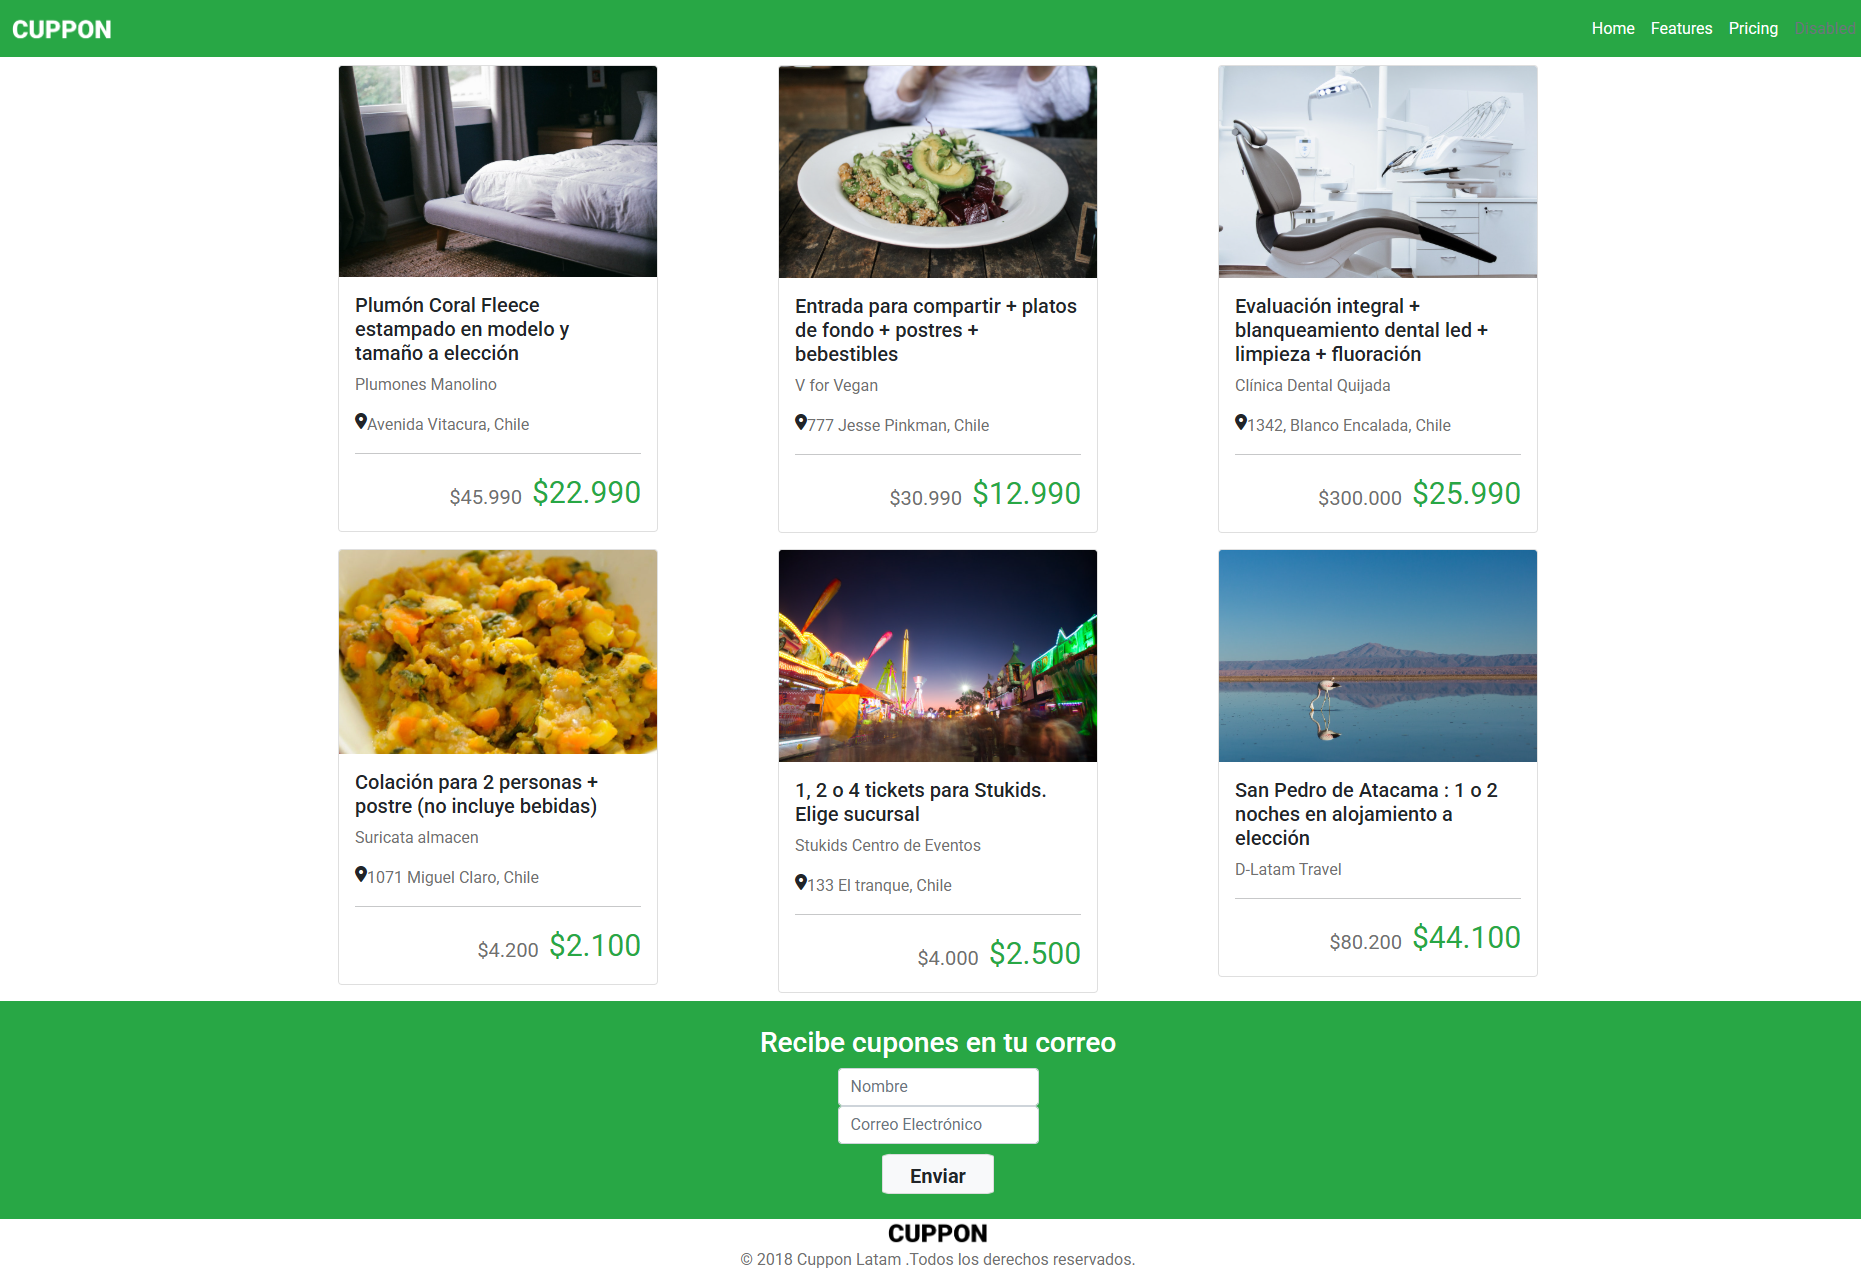 CUPPON
Home Features Pricing Disabled
Plumón Coral Fleece
estampado en modelo y
tamaño a elección
Plumones Manolino
Avenida Vitacura, Chile
$45.990 $22.990
Entrada para compartir + platos
de fondo + postres +
bebestibles
V for Vegan
777 Jesse Pinkman, Chile
$30.990 $12.990
Evaluación integral +
blanqueamiento dental led +
limpieza + fluoración
Clínica Dental Quijada
1342, Blanco Encalada, Chile
$300.000 $25.990
Colación para 2 personas +
postre (no incluye bebidas)
Suricata almacen
1071 Miguel Claro, Chile
$4.200 $2.100
1, 2 o 4 tickets para Stukids.
Elige sucursal
Stukids Centro de Eventos
133 El tranque, Chile
$4.000 $2.500
San Pedro de Atacama : 1 o 2
noches en alojamiento a
elección
D-Latam Travel
$80.200 $44.100
Recibe cupones en tu correo
Nombre
Correo Electrónico
Enviar
CUPPON
© 2018 Cuppon Latam .Todos los derechos reservados.